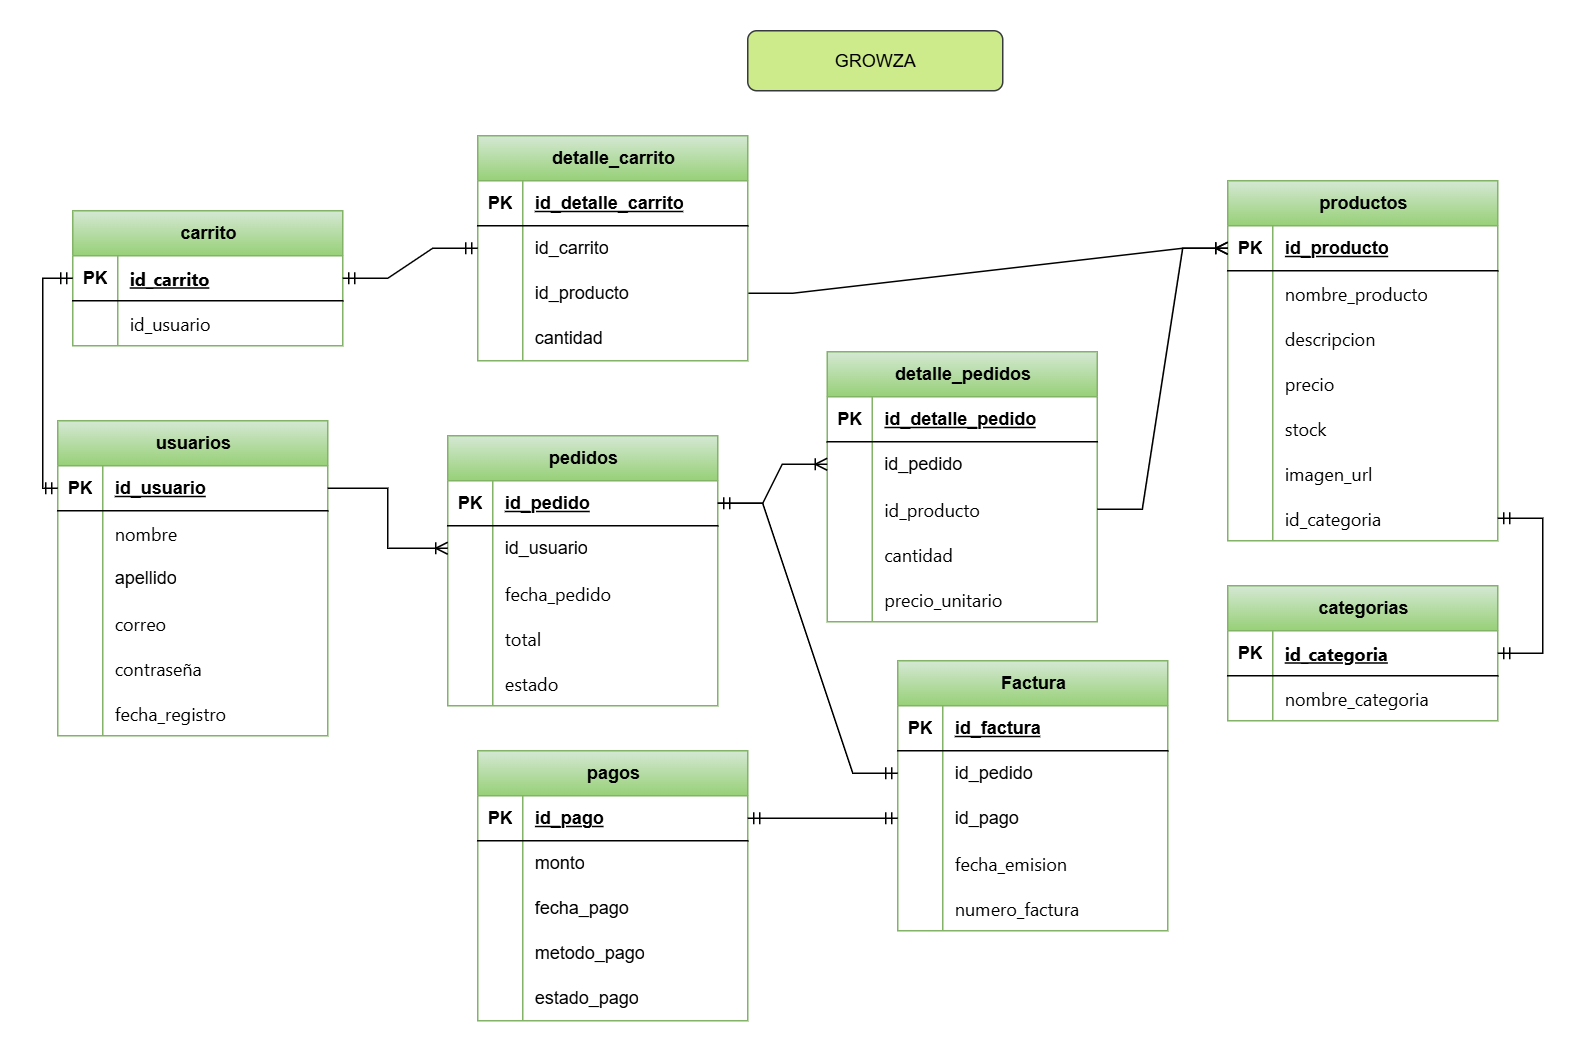 GROWZA
detalle_carrito
PK id_detalle_carrito
id_carrito
id_producto
cantidad
carrito
PK id_carrito
id_usuario
productos
PK id_producto
nombre_producto
descripcion
precio
stock
imagen_url
id_categoria
detalle_pedidos
PK id_detalle_pedido
id_pedido
id_producto
cantidad
precio_unitario
usuarios
PK id_usuario
nombre
apellido
correo
contraseña
fecha_registro
pedidos
PK id_pedido
id_usuario
fecha_pedido
total
estado
categorias
PK id_categoria
nombre_categoria
Factura
PK id_factura
id_pedido
id_pago
fecha_emision
numero_factura
pagos
PK id_pago
monto
fecha_pago
metodo_pago
estado_pago